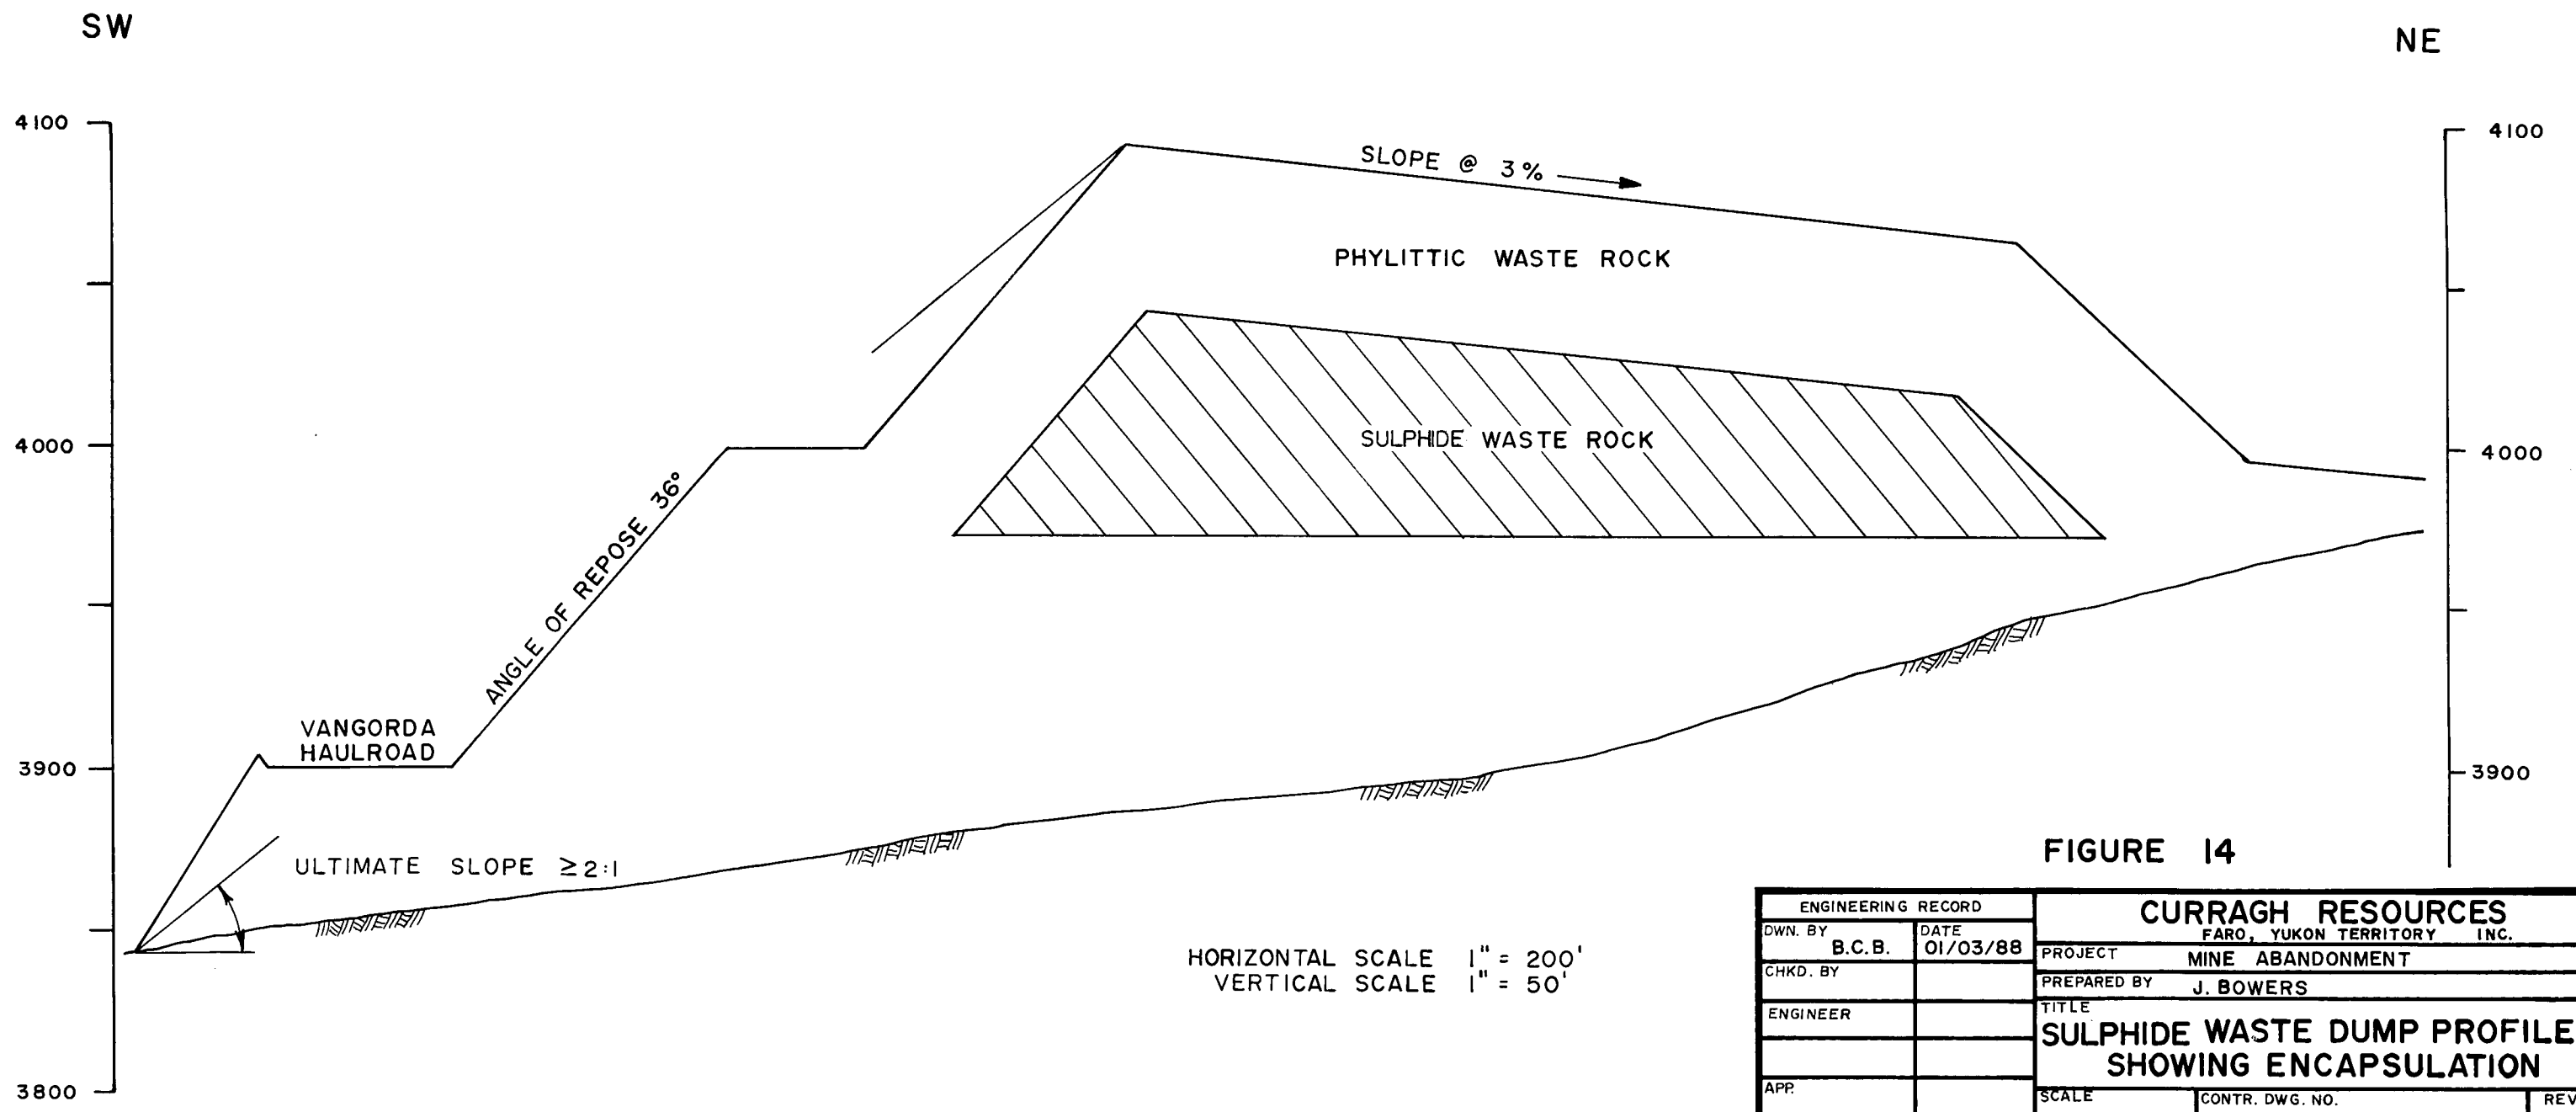 SW
NE
4100
4100
SLOPE @ 3%
PHYLITTIC WASTE ROCK
SULPHIDE WASTE ROCK
4000
4000
ANGLE OF REPOSE 36°
VANGORDA
HAULROAD
3900
3900
ULTIMATE SLOPE ≥2:1
3800
HORIZONTAL SCALE 1" = 200'
VERTICAL SCALE 1" = 50'
FIGURE 14
ENGINEERING RECORD
DWN. BY
B.C.B.
DATE
01/03/88
CHKD. BY
ENGINEER
APP.
CURRAGH RESOURCES
FARO, YUKON TERRITORY INC.
PROJECT MINE ABANDONMENT
PREPARED BY J. BOWERS
TITLE
SULPHIDE WASTE DUMP PROFILE
SHOWING ENCAPSULATION
SCALE
CONTR. DWG. NO.
REV